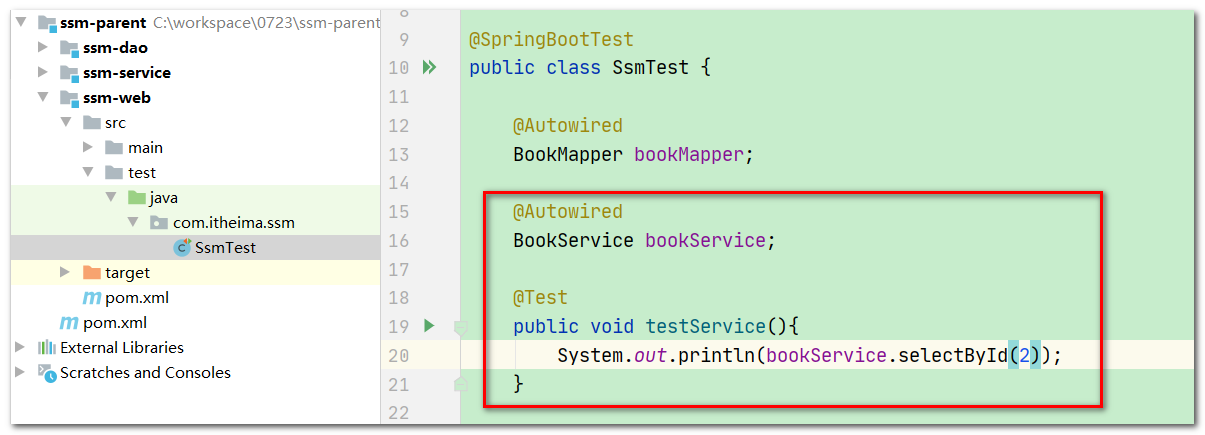 ssm-parent C:\workspace\0723\ssm-parent
ssm-dao
ssm-service
ssm-web
src
main
test
java
com.itheima.ssm
SsmTest
target
pom.xml
pom.xml
External Libraries
Scratches and Consoles
8
9 @SpringBootTest
10 public class SsmTest {
11
12 @Autowired
13 BookMapper bookMapper;
14
15 @Autowired
16 BookService bookService;
17
18 @Test
19 public void testService(){
20 System.out.println(bookService.selectById(2));
21 }
22